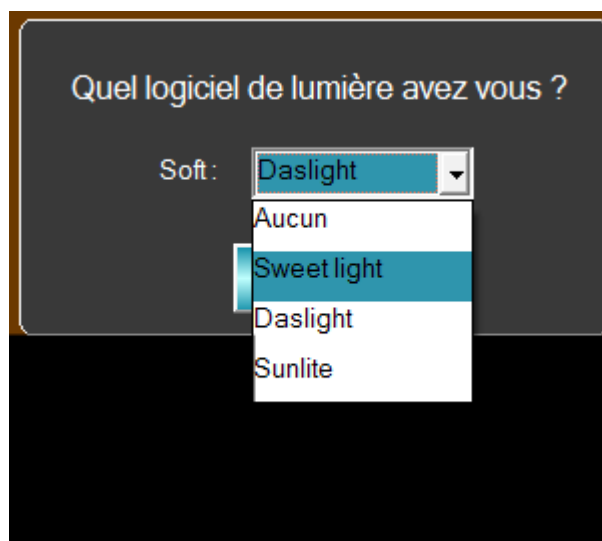 Quel logiciel de lumière avez vous ?
Soft : Daslight
Aucun
Sweet light
Daslight
Sunlite